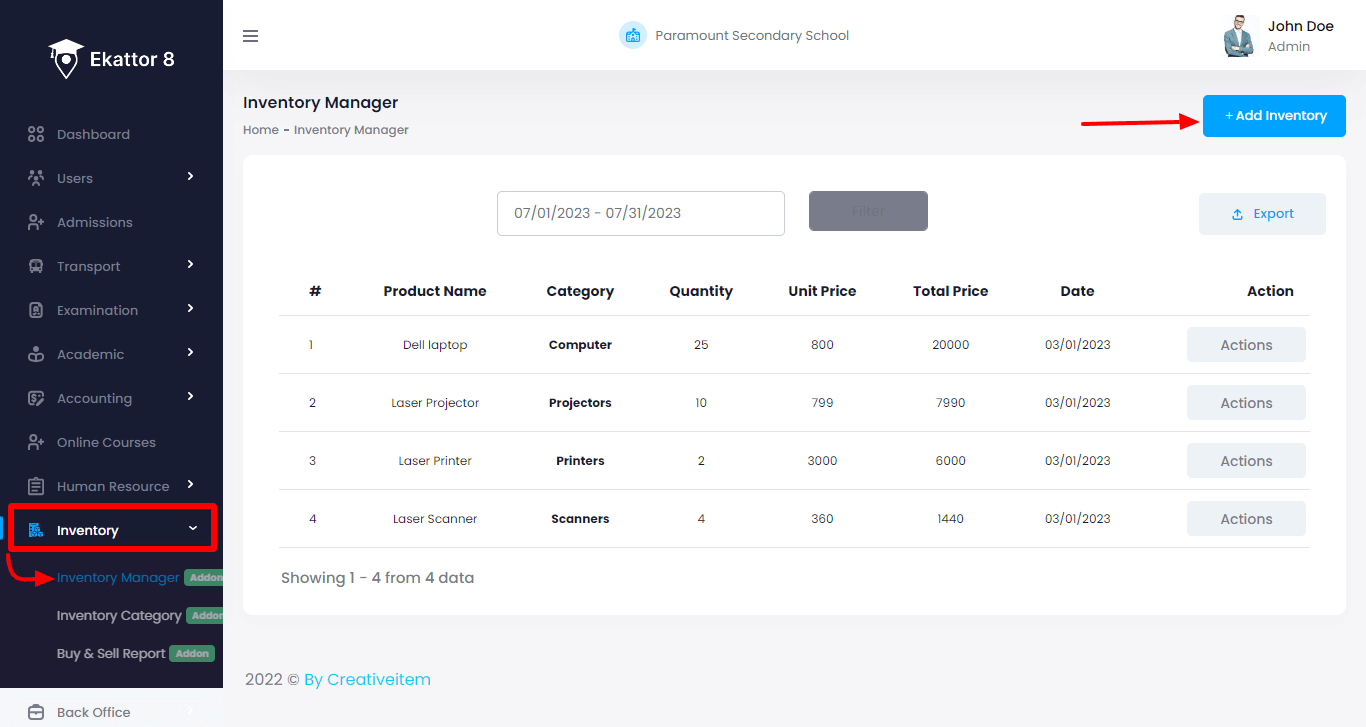 Ekattor 8
Paramount Secondary School
John Doe
Admin
Dashboard
Users
Admissions
Transport
Examination
Academic
Accounting
Online Courses
Human Resource
Inventory
Inventory Manager Addon
Inventory Category Addon
Buy & Sell Report Addon
Back Office
Inventory Manager
Home - Inventory Manager
+ Add Inventory
07/01/2023 - 07/31/2023
Filter
Export
# Product Name Category Quantity Unit Price Total Price Date Action
1 Dell laptop Computer 25 800 20000 03/01/2023 Actions
2 Laser Projector Projectors 10 799 7990 03/01/2023 Actions
3 Laser Printer Printers 2 3000 6000 03/01/2023 Actions
4 Laser Scanner Scanners 4 360 1440 03/01/2023 Actions
Showing 1 - 4 from 4 data
2022 © By Creativeitem